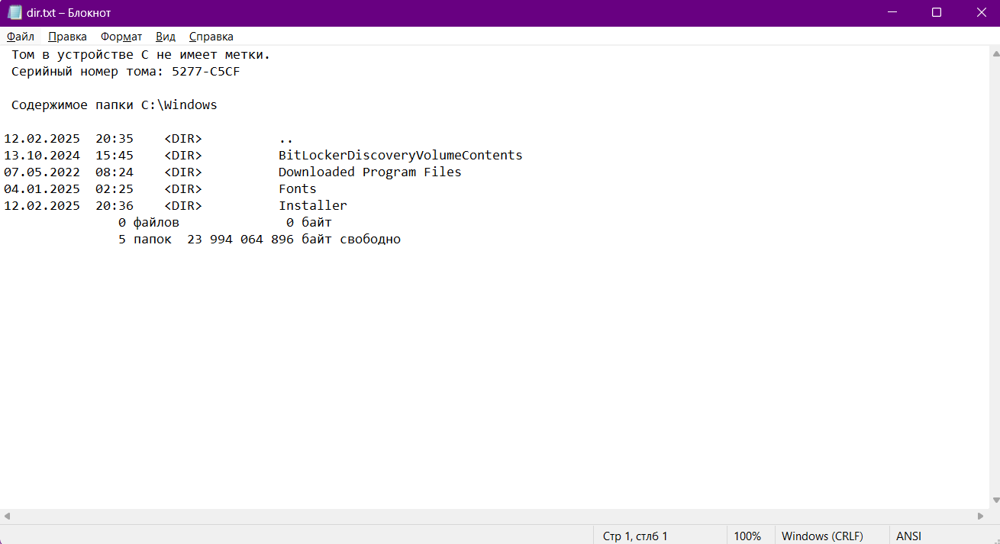 dir.txt – Блокнот
Файл Правка Формат Вид Справка
Том в устройстве C не имеет метки.
Серийный номер тома: 5277-C5CF
Содержимое папки C:\Windows
12.02.2025  20:35    <DIR>          ..
13.10.2024  15:45    <DIR>          BitLockerDiscoveryVolumeContents
07.05.2022  08:24    <DIR>          Downloaded Program Files
04.01.2025  02:25    <DIR>          Fonts
12.02.2025  20:36    <DIR>          Installer
0 файлов              0 байт
5 папок  23 994 064 896 байт свободно
Стр 1, стлб 1 100% Windows (CRLF) ANSI